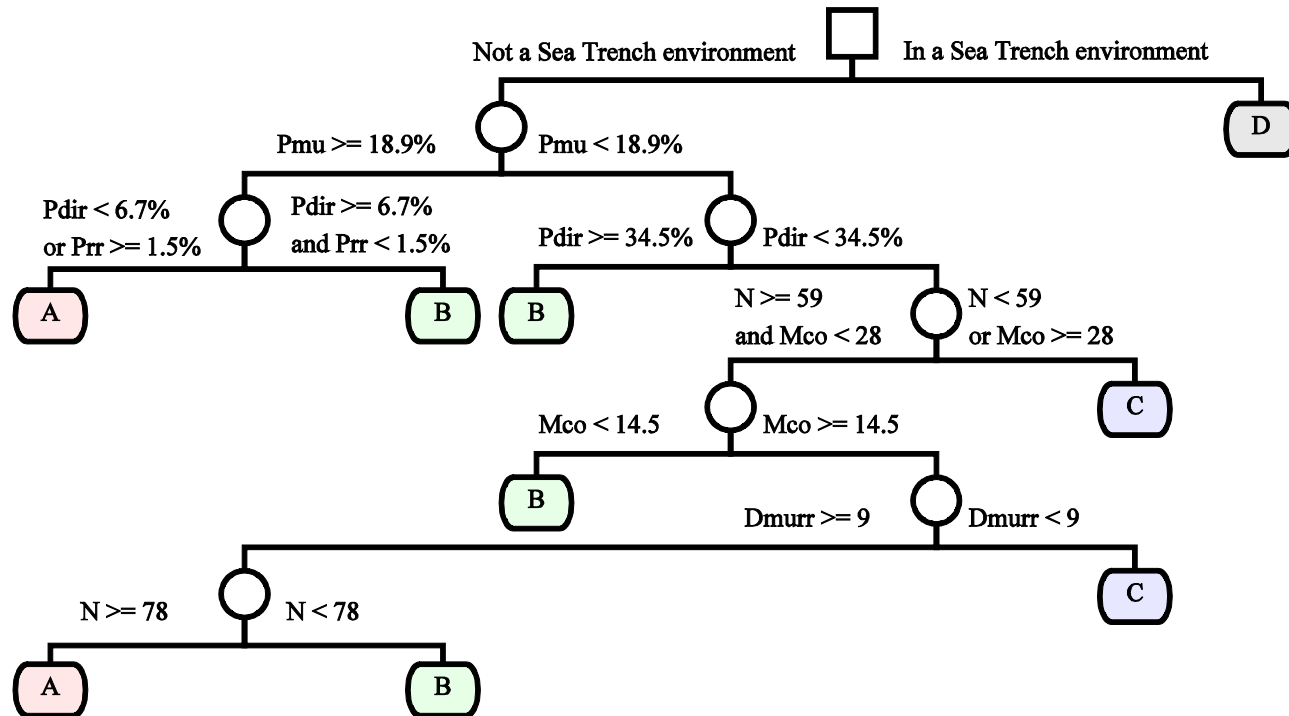 Not a Sea Trench environment
In a Sea Trench environment
D
Pmu >= 18.9%
Pmu < 18.9%
Pdir < 6.7%
or Prr >= 1.5%
Pdir >= 6.7%
and Prr < 1.5%
Pdir >= 34.5%
Pdir < 34.5%
A
B
B
N >= 59
and Mco < 28
N < 59
or Mco >= 28
C
Mco < 14.5
Mco >= 14.5
B
Dmurr >= 9
Dmurr < 9
C
N >= 78
N < 78
A
B